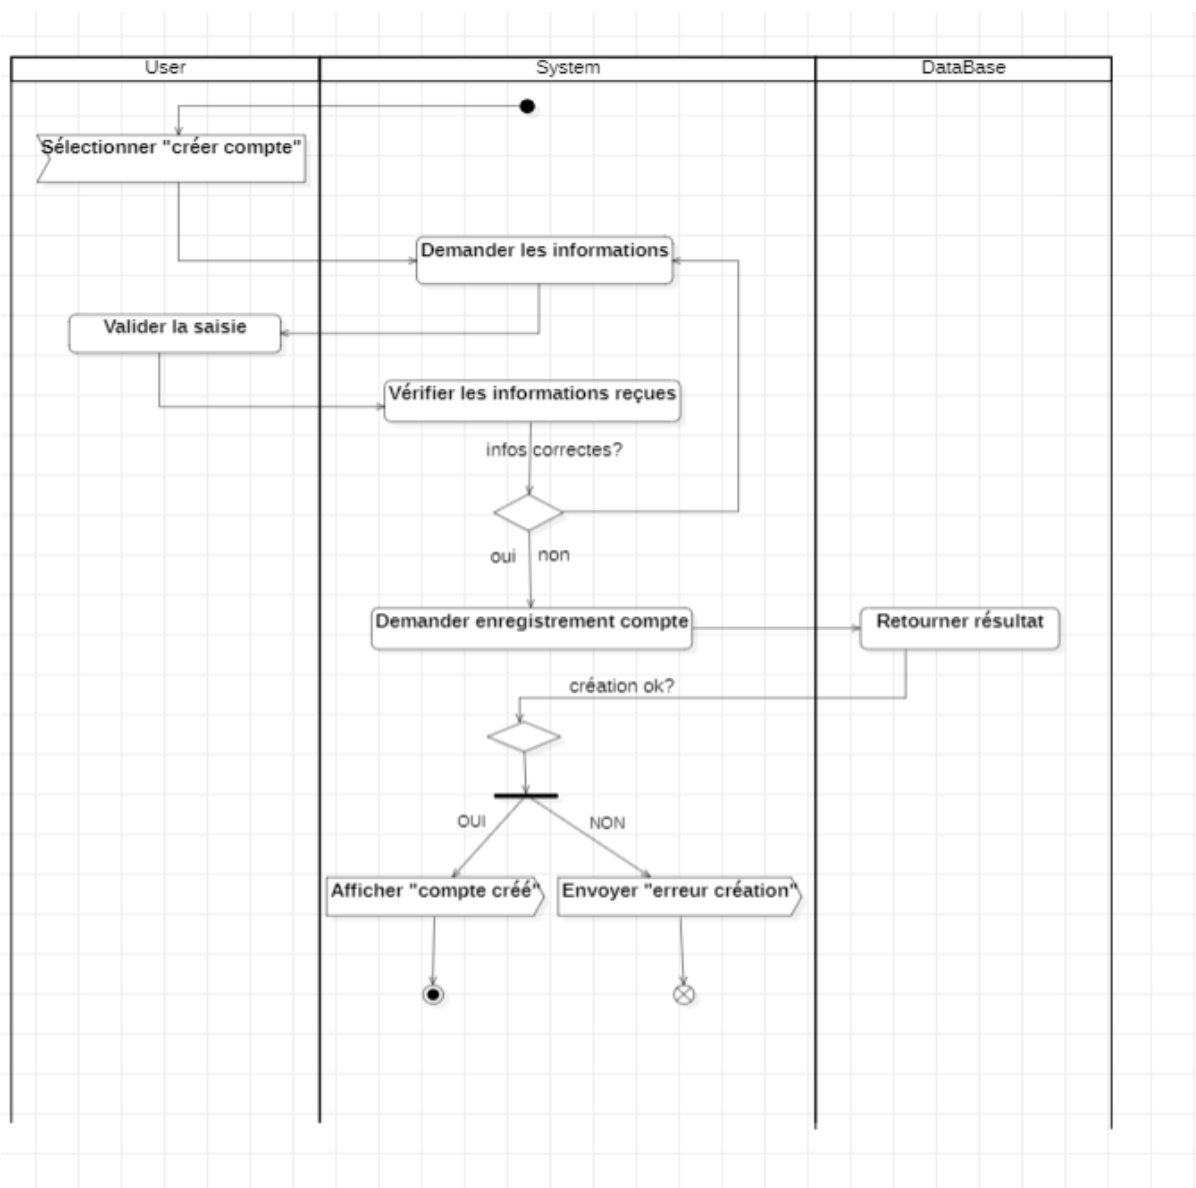 User
System
DataBase
Sélectionner "créer compte"
Demander les informations
Valider la saisie
Vérifier les informations reçues
infos correctes?
oui
non
Demander enregistrement compte
Retourner résultat
création ok?
OUI
NON
Afficher "compte créé"
Envoyer "erreur création"